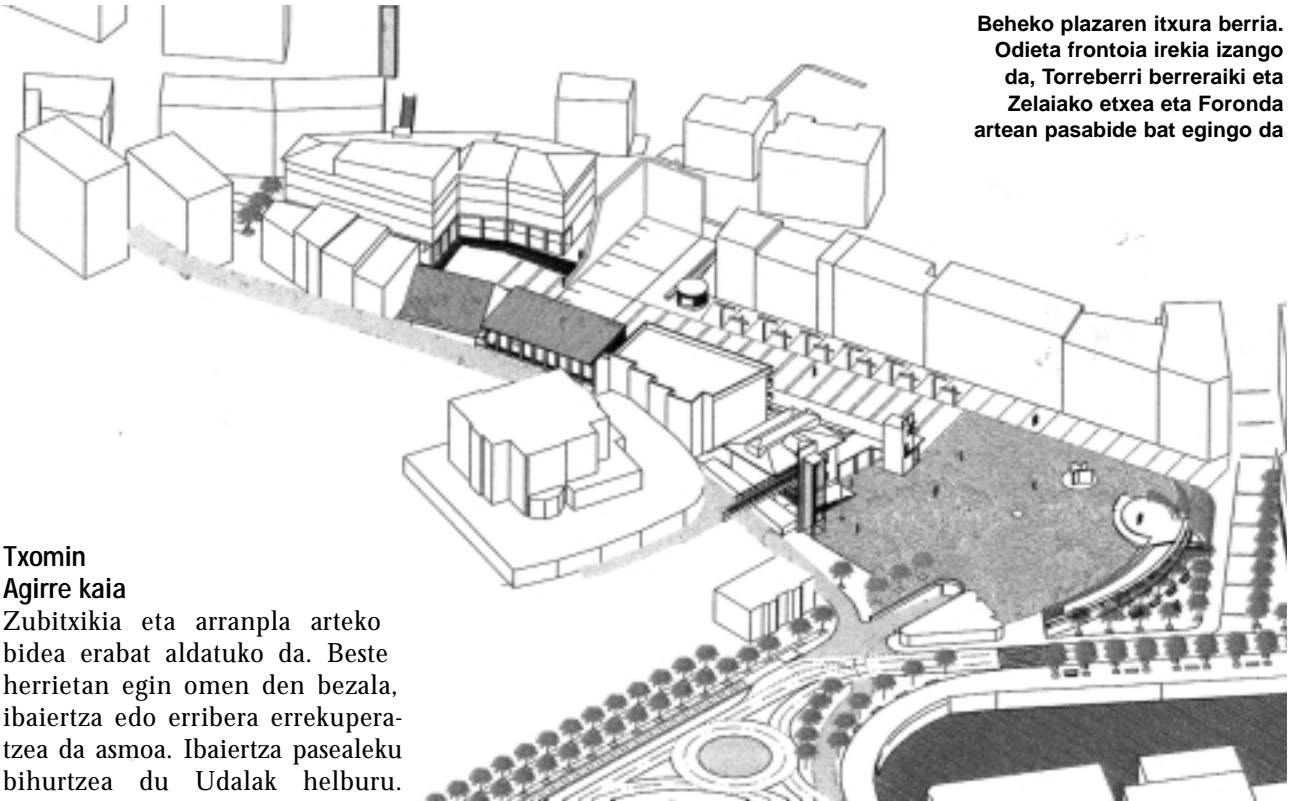 Beheko plazaren itxura berria.
Odieta frontoia irekia izango
da, Torreberri berreraiki eta
Zelaiako etxea eta Foronda
artean pasabide bat egingo da
Txomin
Agirre kaia
Zubitxikia eta arranpla arteko
bidea erabat aldatuko da. Beste
herrietan egin omen den bezala,
ibaiertza edo erribera errekupera-
tzea da asmoa. Ibaiertza pasealeku
bihurtzea du Udalak helburu.